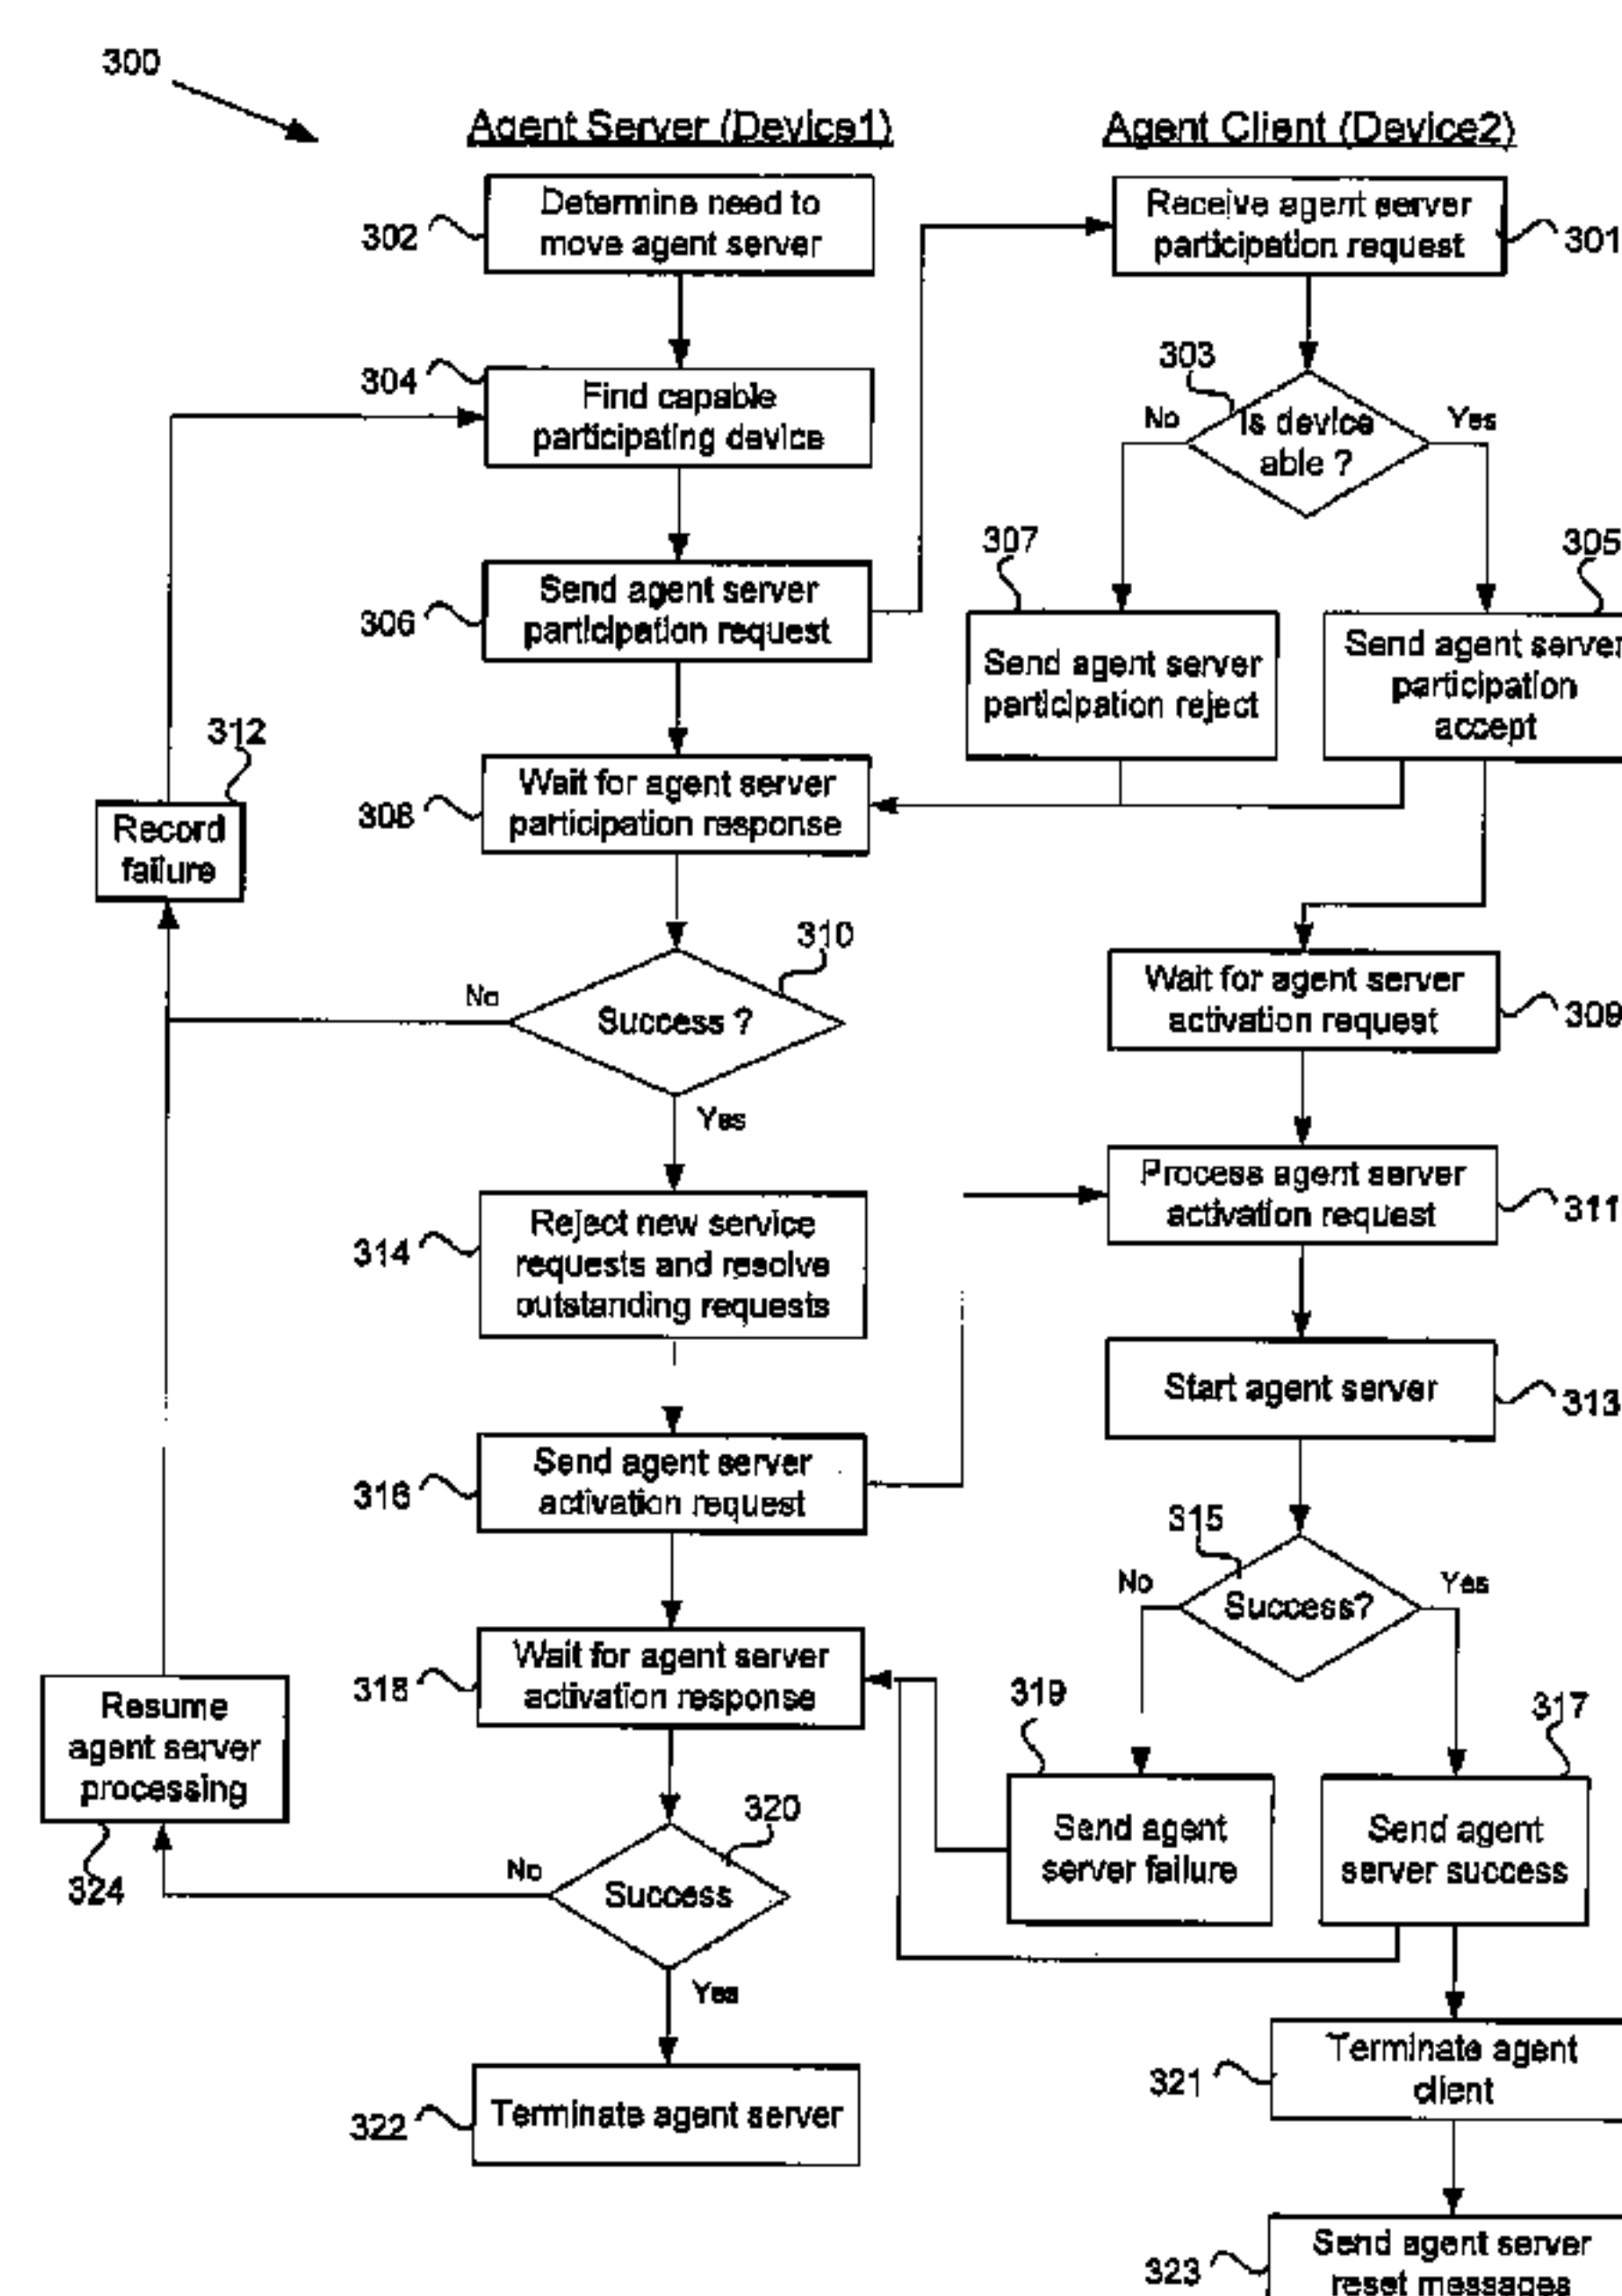 300
Agent Server (Device1)
Agent Client (Device2)
302
Determine need to
move agent server
Receive agent server
participation request
301
304
Find capable
participating device
303
No
Is device
able ?
Yes
306
Send agent server
participation request
307
Send agent server
participation reject
305
Send agent server
participation
accept
312
Record
failure
308
Wait for agent server
participation response
310
No
Success ?
Yes
Wait for agent server
activation request
309
Process agent server
activation request
311
314
Reject new service
requests and resolve
outstanding requests
Start agent server
313
316
Send agent server
activation request
315
No
Success?
Yes
318
Wait for agent server
activation response
319
Send agent
server failure
317
Send agent
server success
Resume
agent server
processing
324
320
No
Success
Yes
322
Terminate agent server
321
Terminate agent
client
323
Send agent server
reset messages